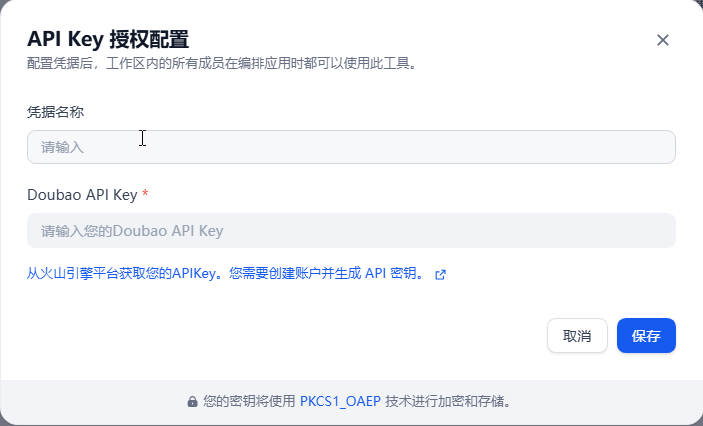 API Key 授权配置
配置凭据后，工作区内的所有成员在编排应用时都可以使用此工具。
凭据名称
请输入
Doubao API Key *
请输入您的Doubao API Key
从火山引擎平台获取您的APIKey。您需要创建账户并生成 API 密钥。
取消
保存
您的密钥将使用 PKCS1_OAEP 技术进行加密和存储。